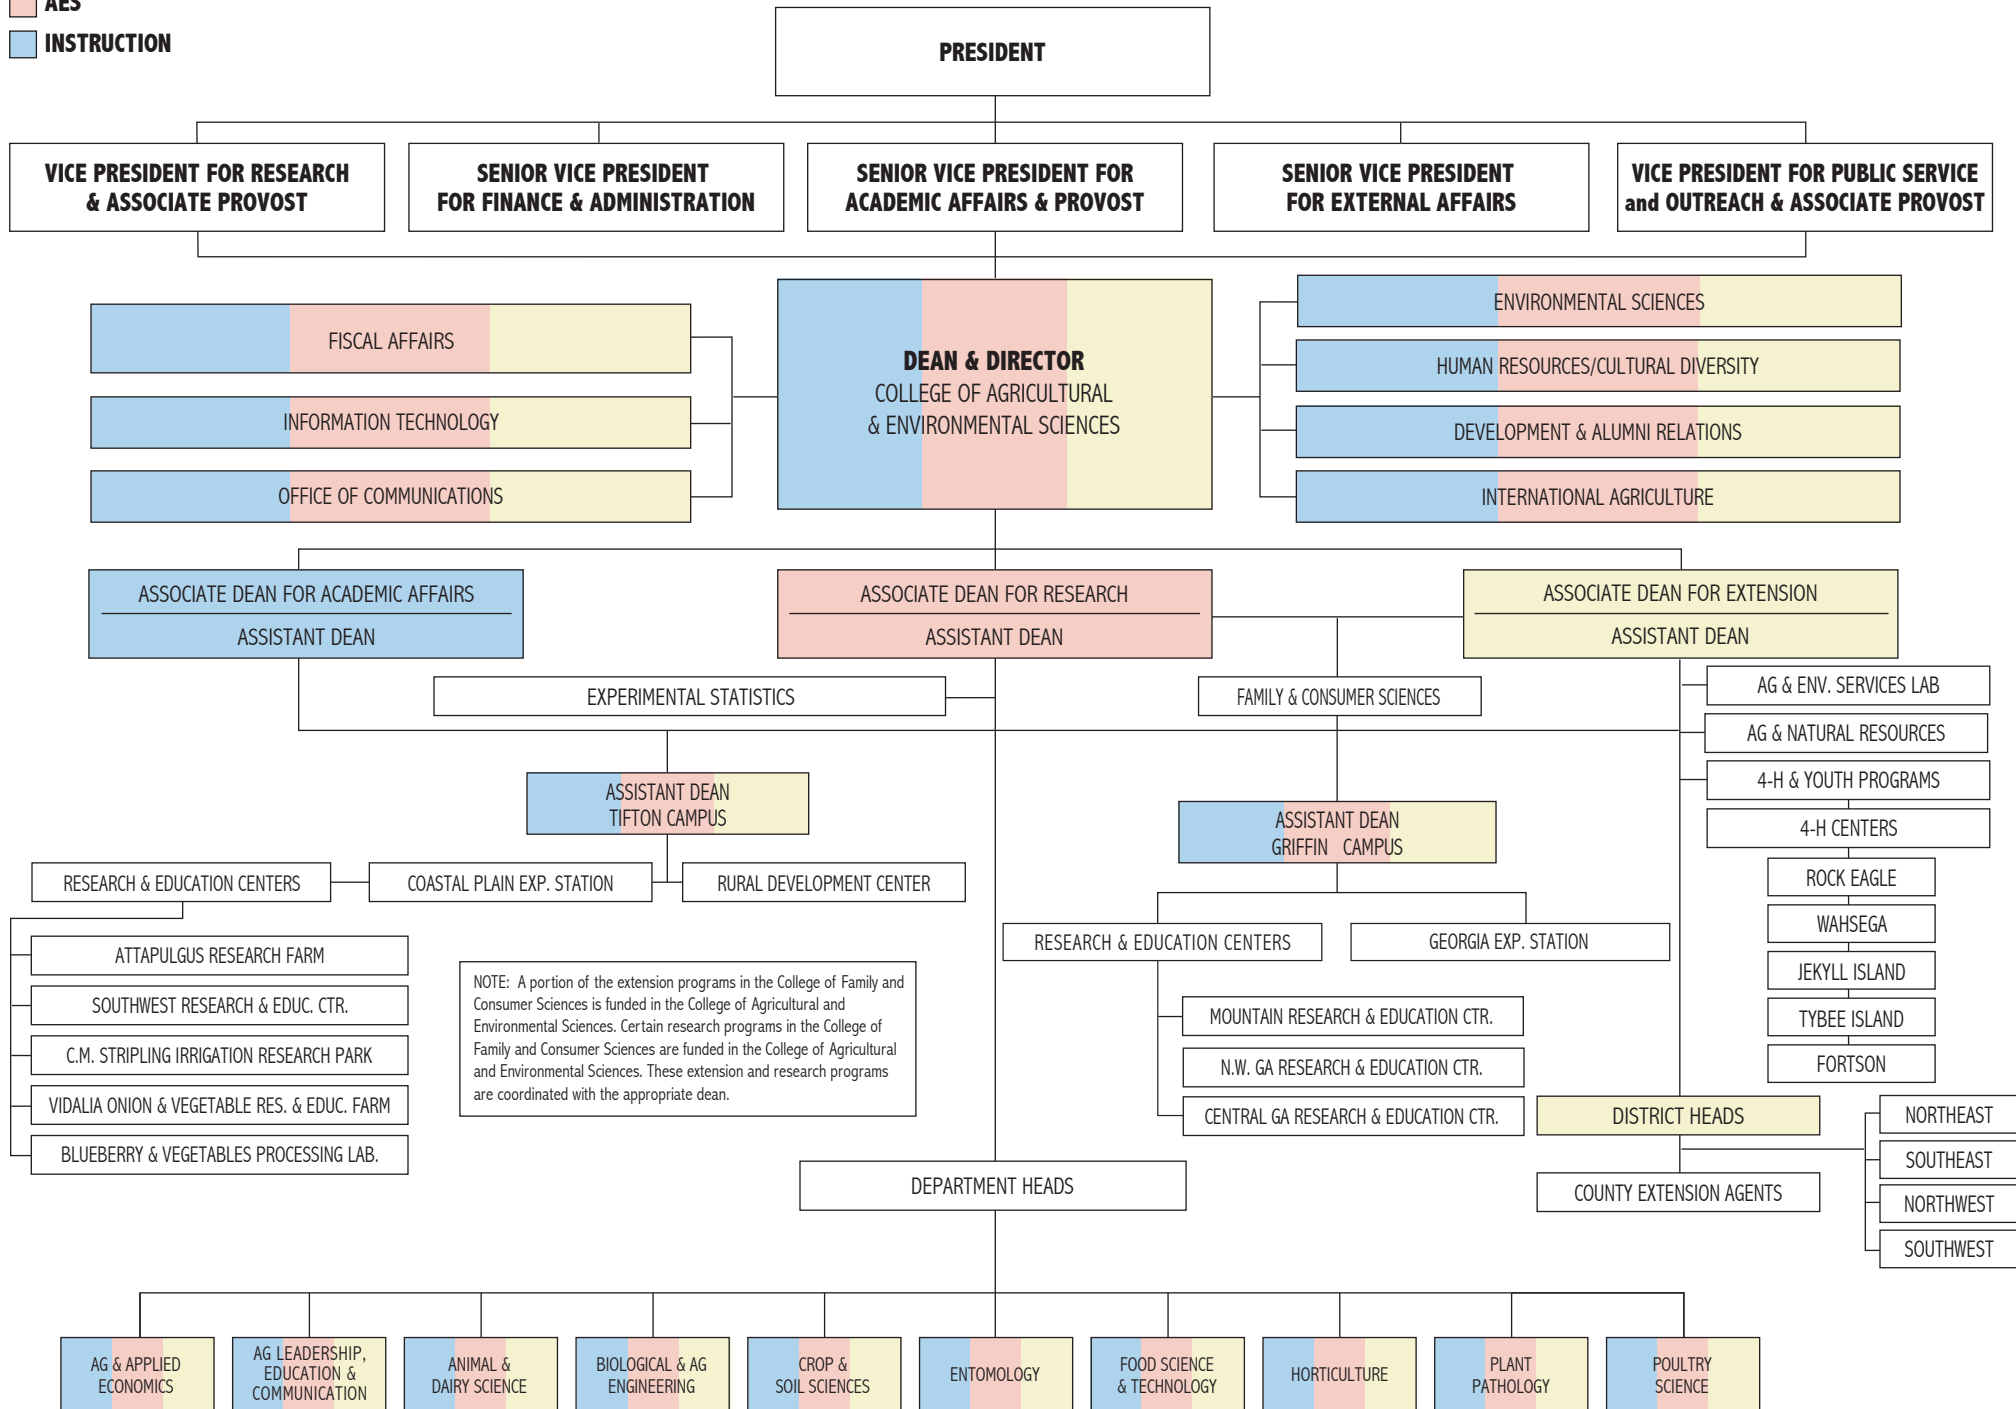 AES
INSTRUCTION
PRESIDENT
VICE PRESIDENT FOR RESEARCH
& ASSOCIATE PROVOST
SENIOR VICE PRESIDENT
FOR FINANCE & ADMINISTRATION
SENIOR VICE PRESIDENT FOR
ACADEMIC AFFAIRS & PROVOST
SENIOR VICE PRESIDENT
FOR EXTERNAL AFFAIRS
VICE PRESIDENT FOR PUBLIC SERVICE
and OUTREACH & ASSOCIATE PROVOST
FISCAL AFFAIRS
INFORMATION TECHNOLOGY
OFFICE OF COMMUNICATIONS
DEAN & DIRECTOR
COLLEGE OF AGRICULTURAL
& ENVIRONMENTAL SCIENCES
ENVIRONMENTAL SCIENCES
HUMAN RESOURCES/CULTURAL DIVERSITY
DEVELOPMENT & ALUMNI RELATIONS
INTERNATIONAL AGRICULTURE
ASSOCIATE DEAN FOR ACADEMIC AFFAIRS
ASSISTANT DEAN
ASSOCIATE DEAN FOR RESEARCH
ASSISTANT DEAN
ASSOCIATE DEAN FOR EXTENSION
ASSISTANT DEAN
EXPERIMENTAL STATISTICS
FAMILY & CONSUMER SCIENCES
AG & ENV. SERVICES LAB
AG & NATURAL RESOURCES
4-H & YOUTH PROGRAMS
4-H CENTERS
ROCK EAGLE
WAHSEGA
JEKYLL ISLAND
TYBEE ISLAND
FORTSON
ASSISTANT DEAN
TIFTON CAMPUS
ASSISTANT DEAN
GRIFFIN CAMPUS
RESEARCH & EDUCATION CENTERS
COASTAL PLAIN EXP. STATION
RURAL DEVELOPMENT CENTER
ATTAPULGUS RESEARCH FARM
SOUTHWEST RESEARCH & EDUC. CTR.
C.M. STRIPLING IRRIGATION RESEARCH PARK
VIDALIA ONION & VEGETABLE RES. & EDUC. FARM
BLUEBERRY & VEGETABLES PROCESSING LAB.
NOTE: A portion of the extension programs in the College of Family and
Consumer Sciences is funded in the College of Agricultural and
Environmental Sciences. Certain research programs in the College of
Family and Consumer Sciences are funded in the College of Agricultural
and Environmental Sciences. These extension and research programs
are coordinated with the appropriate dean.
RESEARCH & EDUCATION CENTERS
GEORGIA EXP. STATION
MOUNTAIN RESEARCH & EDUCATION CTR.
N.W. GA RESEARCH & EDUCATION CTR.
CENTRAL GA RESEARCH & EDUCATION CTR.
DISTRICT HEADS
COUNTY EXTENSION AGENTS
NORTHEAST
SOUTHEAST
NORTHWEST
SOUTHWEST
DEPARTMENT HEADS
AG & APPLIED
ECONOMICS
AG LEADERSHIP,
EDUCATION &
COMMUNICATION
ANIMAL &
DAIRY SCIENCE
BIOLOGICAL & AG
ENGINEERING
CROP &
SOIL SCIENCES
ENTOMOLOGY
FOOD SCIENCE
& TECHNOLOGY
HORTICULTURE
PLANT
PATHOLOGY
POULTRY
SCIENCE